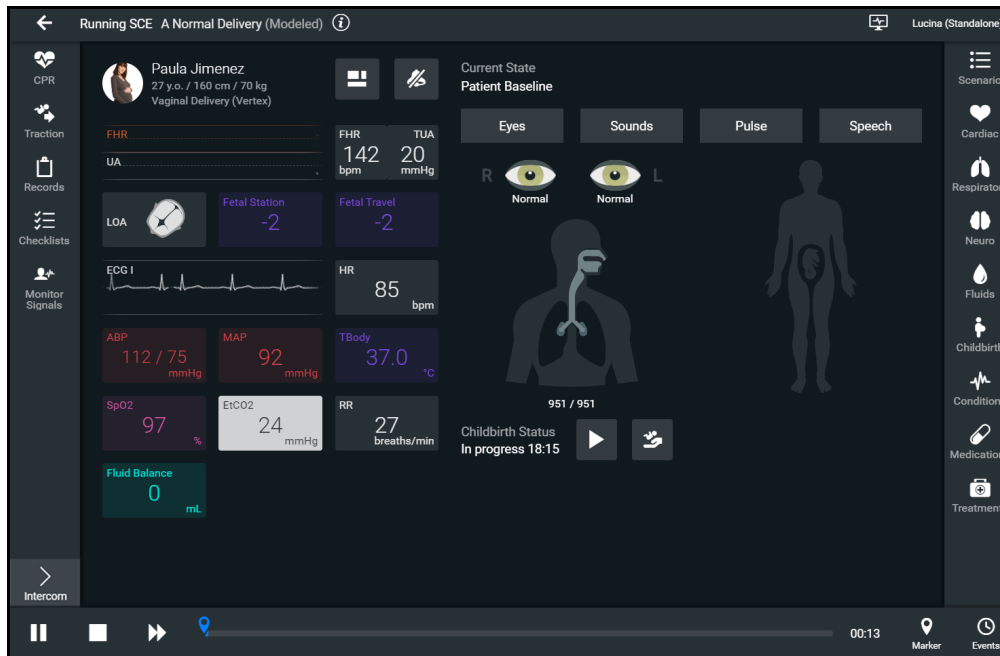 Running SCE A Normal Delivery (Modeled) i
Lucina (Standalone)
CPR
Traction
Records
Checklists
Monitor
Signals
Intercom
Paula Jimenez
27 y.o. / 160 cm / 70 kg
Vaginal Delivery (Vertex)
FHR
UA
FHR TUA
142 20
bpm mmHg
LOA
Fetal Station
-2
Fetal Travel
-2
ECG I
HR
85
bpm
ABP
112 / 75
mmHg
MAP
92
mmHg
TBody
37.0
°C
SpO2
97
%
EtCO2
24
mmHg
RR
27
breaths/min
Fluid Balance
0
mL
Current State
Patient Baseline
Eyes Sounds Pulse Speech
R L
Normal Normal
951 / 951
Childbirth Status
In progress 18:15
Scenario
Cardiac
Respirator
Neuro
Fluids
Childbirth
Condition
Medication
Treatment
00:13
Marker
Events